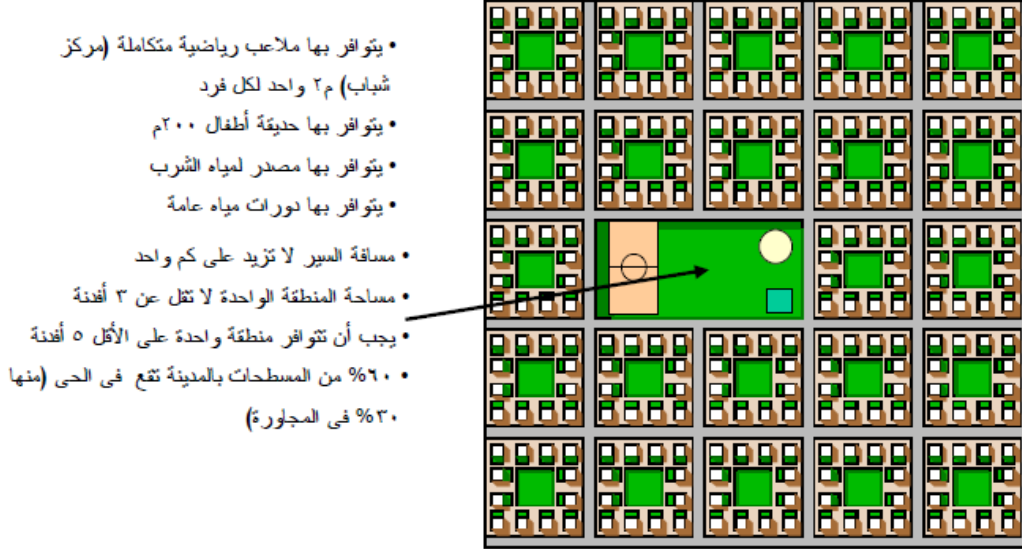 • يتوافر بها ملاعب رياضية متكاملة (مركز
شباب) م٢ واحد لكل فرد
• يتوافر بها حديقة أطفال ٢٠٠م
• يتوافر بها مصدر لمياه الشرب
• يتوافر بها دورات مياه عامة
• مسافة السير لا تزيد على كم واحد
• مساحة المنطقة الواحدة لا تقل عن ٣ أفدنة
• يجب أن تتوافر منطقة واحدة على الأقل ٥ أفدنة
• ٦٠% من المسطحات بالمدينة تقع فى الحى (منها
٣٠% فى المجاورة)